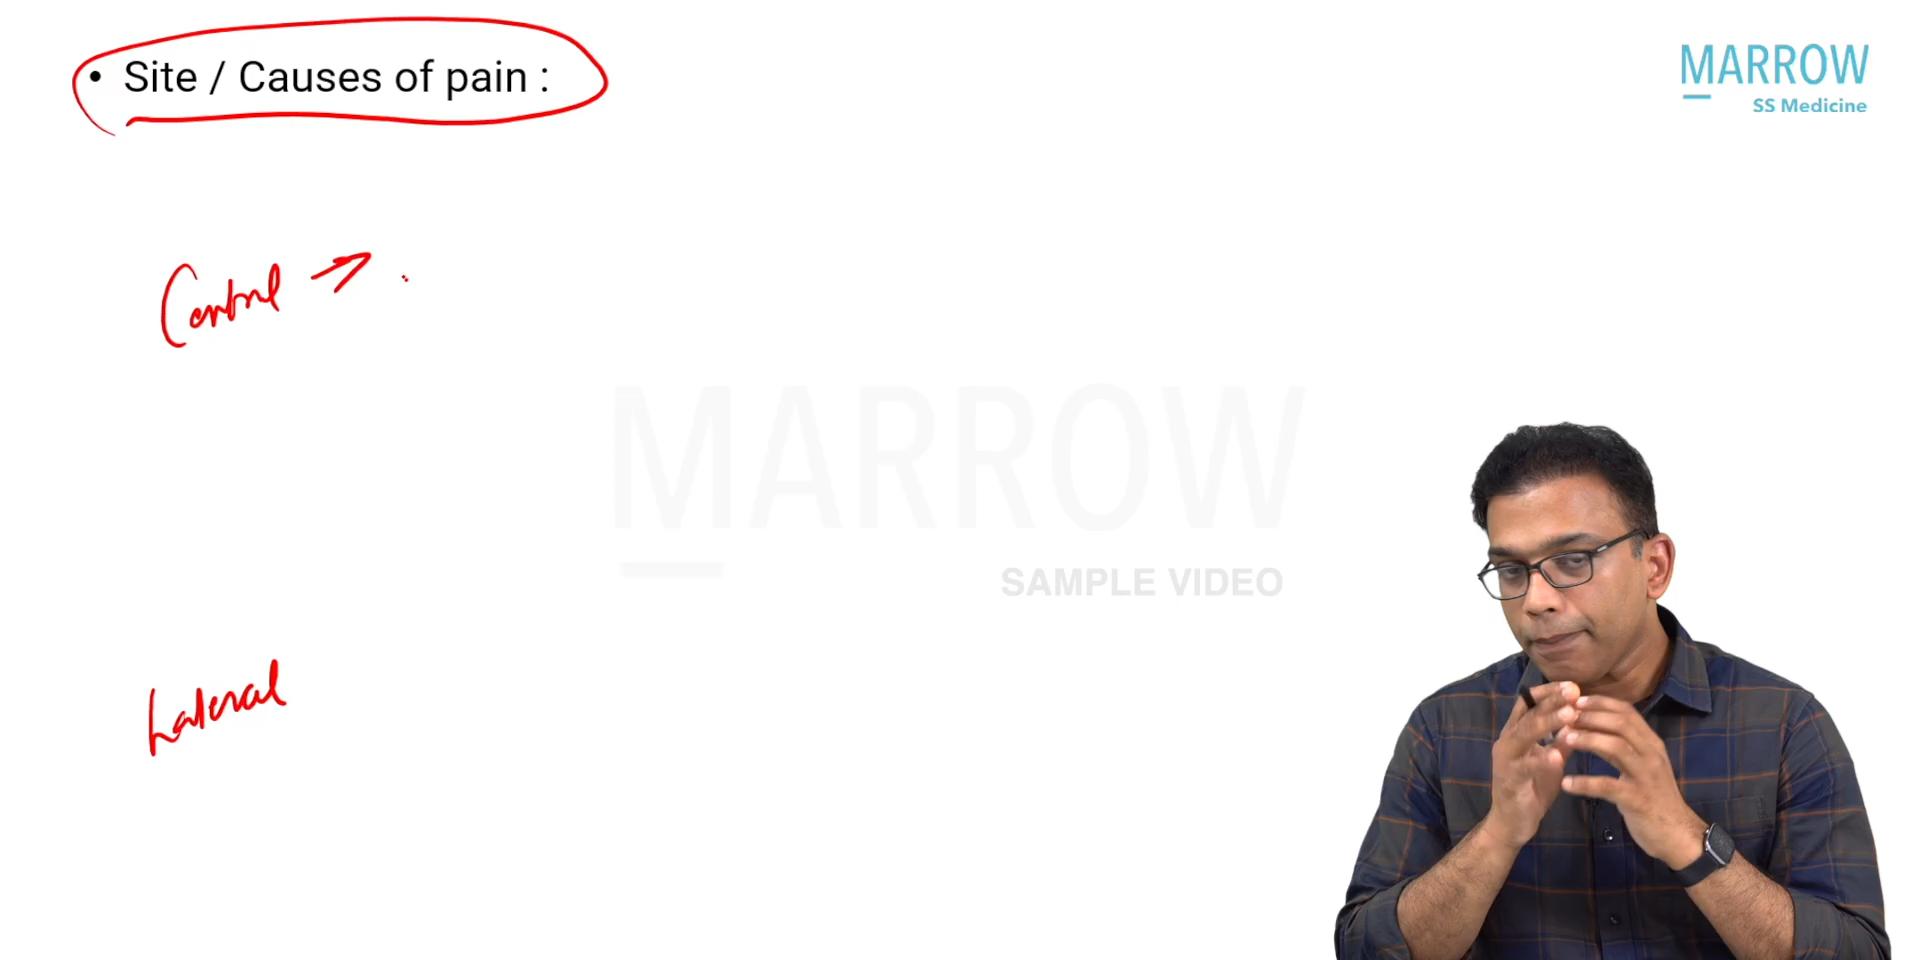 • Site / Causes of pain :
MARROW
SS Medicine
Central →
MARROW
SAMPLE VIDEO
Lateral